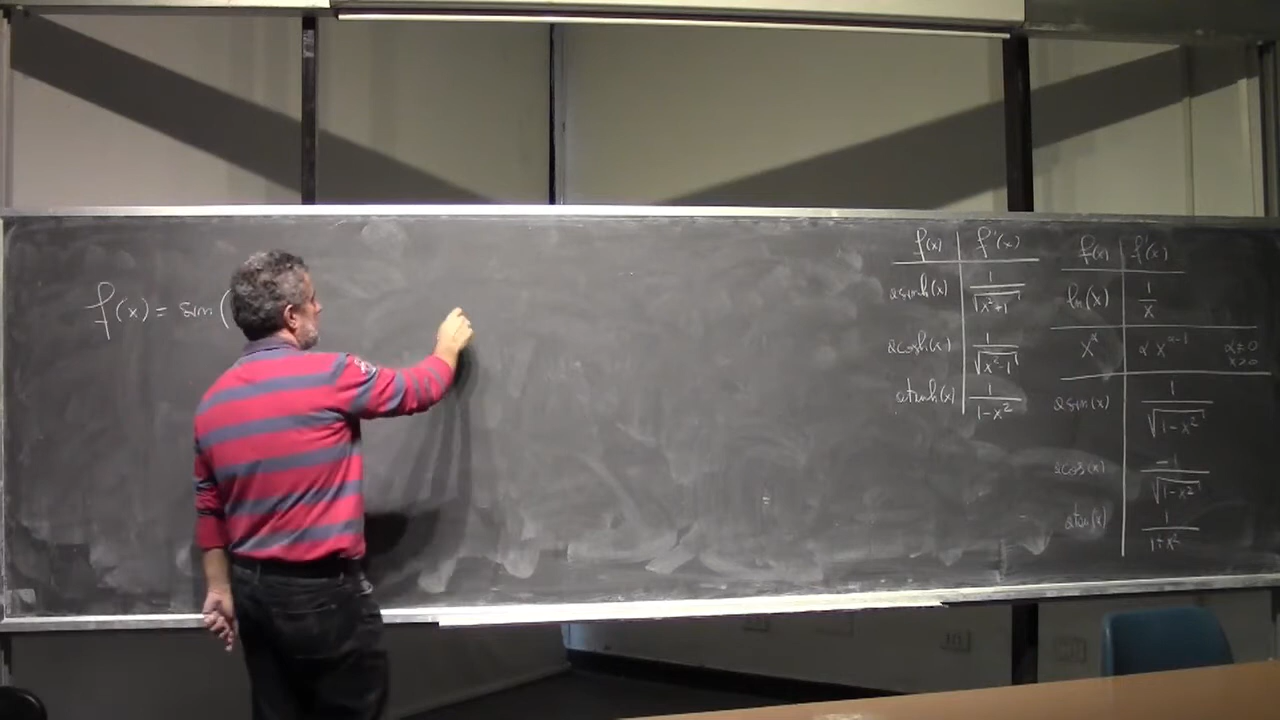 f(x) = sin(
f(x) | f'(x)
asinh(x) | 1/√(x²+1)
acosh(x) | 1/√(x²-1)
atanh(x) | 1/(1-x²)
f(x) | f'(x)
ln(x) | 1/x
x^α | α x^(α-1) α≠0 x>0
asin(x) | 1/√(1-x²)
acos(x) | -1/√(1-x²)
atan(x) | 1/(1+x²)